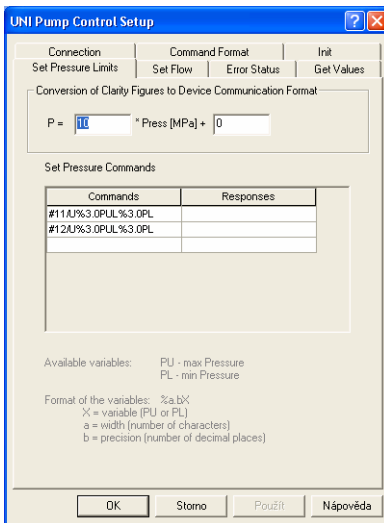 UNI Pump Control Setup
Connection Command Format Init
Set Pressure Limits Set Flow Error Status Get Values
Conversion of Clarity Figures to Device Communication Format
P = 10 * Press [MPa] + 0
Set Pressure Commands
Commands Responses
#11/U%3.0PUL%3.0PL
#12/U%3.0PUL%3.0PL
Available variables: PU - max Pressure
PL - min Pressure
Format of the variables: %a.bX
X = variable (PU or PL)
a = width (number of characters)
b = precision (number of decimal places)
OK Storno Použít Nápověda